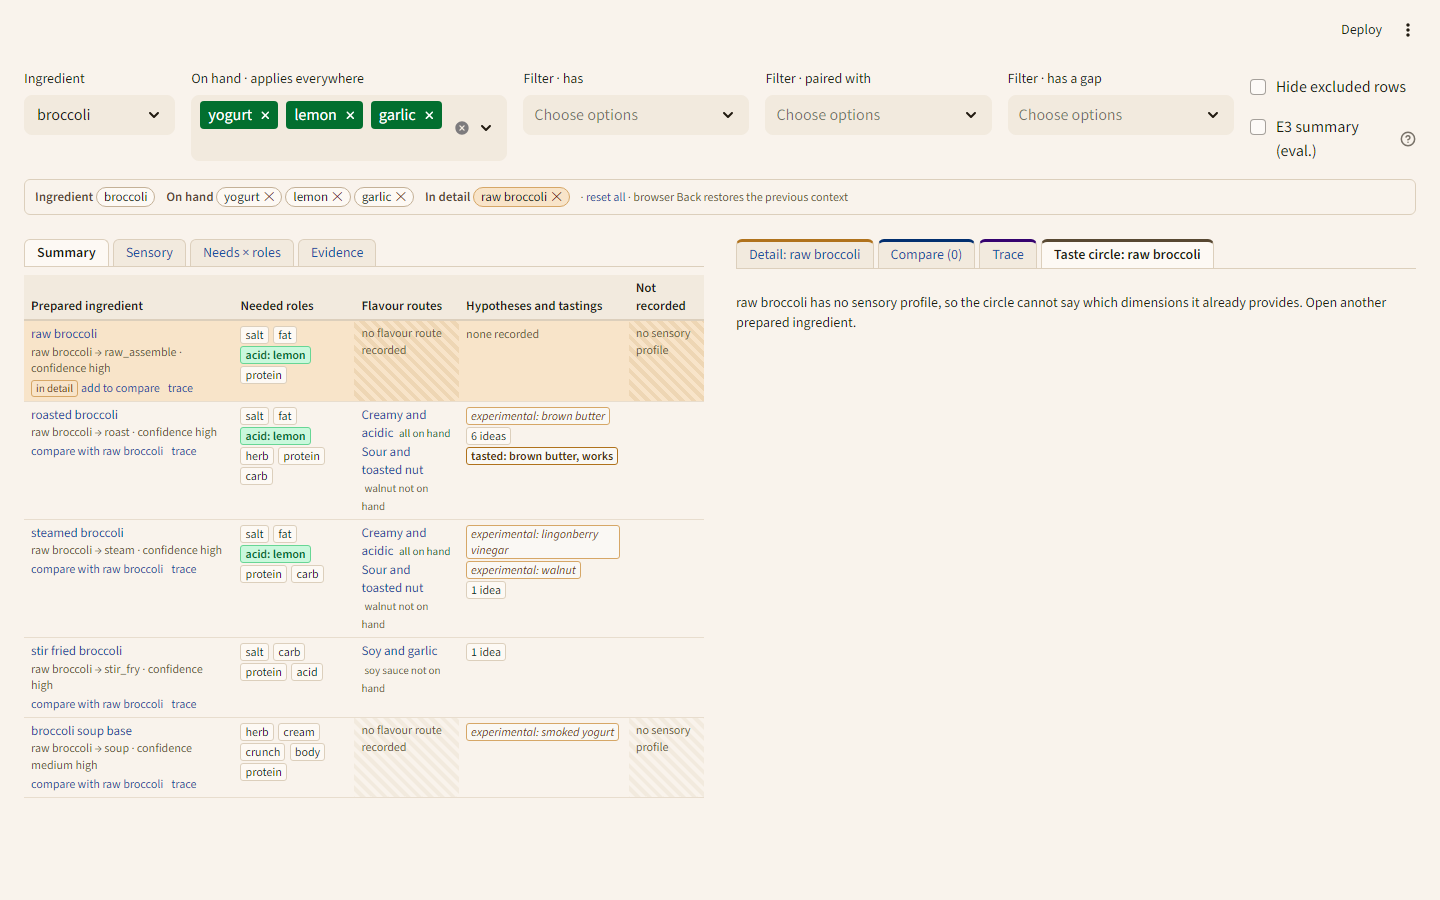 Deploy
Ingredient
On hand · applies everywhere
Filter · has
Filter · paired with
Filter · has a gap
broccoli
yogurt ×
lemon ×
garlic ×
Choose options
Choose options
Choose options
Hide excluded rows
E3 summary
(eval.)
Ingredient broccoli On hand yogurt lemon garlic In detail raw broccoli · reset all · browser Back restores the previous context
Summary
Sensory
Needs × roles
Evidence
Detail: raw broccoli
Compare (0)
Trace
Taste circle: raw broccoli
Prepared ingredient
Needed roles
Flavour routes
Hypotheses and tastings
Not
recorded
raw broccoli
raw broccoli → raw_assemble ·
confidence high
in detail add to compare trace
salt fat
acid: lemon
protein
no flavour route
recorded
none recorded
no sensory
profile
roasted broccoli
raw broccoli → roast · confidence high
compare with raw broccoli trace
salt fat
acid: lemon
herb protein
carb
Creamy and
acidic all on hand
Sour and
toasted nut
walnut not on
hand
experimental: brown butter
6 ideas
tasted: brown butter, works
steamed broccoli
raw broccoli → steam · confidence high
compare with raw broccoli trace
salt fat
acid: lemon
protein carb
Creamy and
acidic all on hand
Sour and
toasted nut
walnut not on
hand
experimental: lingonberry
vinegar
experimental: walnut
1 idea
stir fried broccoli
raw broccoli → stir_fry · confidence
high
compare with raw broccoli trace
salt carb
protein acid
Soy and garlic
soy sauce not on
hand
1 idea
broccoli soup base
raw broccoli → soup · confidence
medium high
compare with raw broccoli trace
herb cream
crunch body
protein
no flavour route
recorded
experimental: smoked yogurt
no sensory
profile
raw broccoli has no sensory profile, so the circle cannot say which dimensions it already provides. Open another
prepared ingredient.